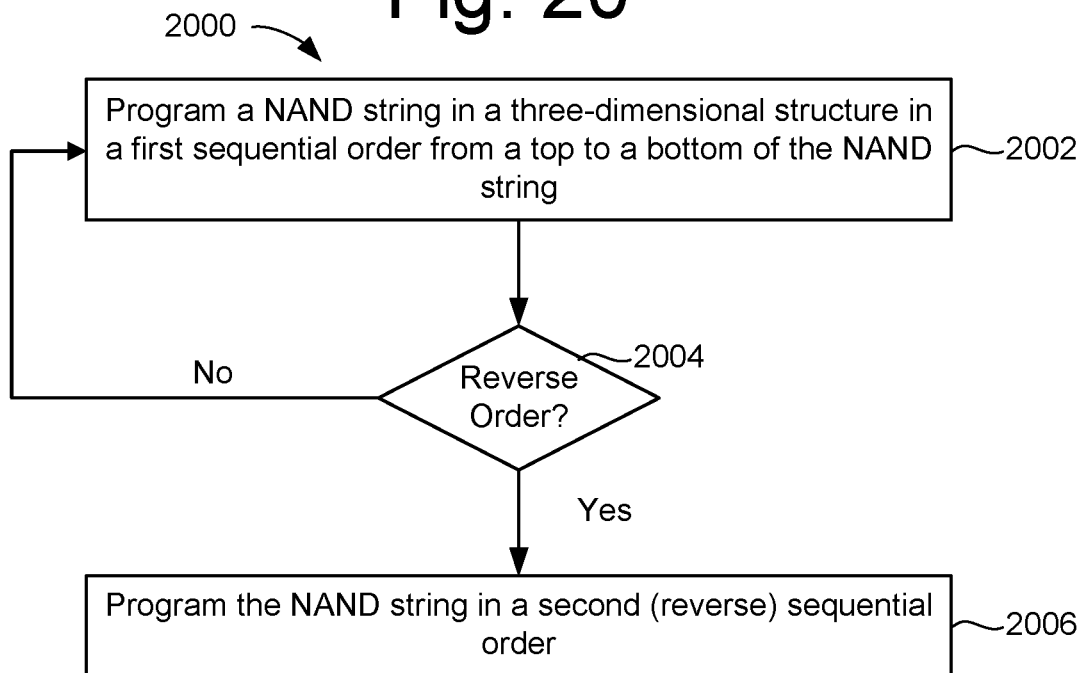 Fig. 20
2000
Program a NAND string in a three-dimensional structure in
a first sequential order from a top to a bottom of the NAND
string
2002
2004
Reverse
Order?
No
Yes
Program the NAND string in a second (reverse) sequential
order
2006